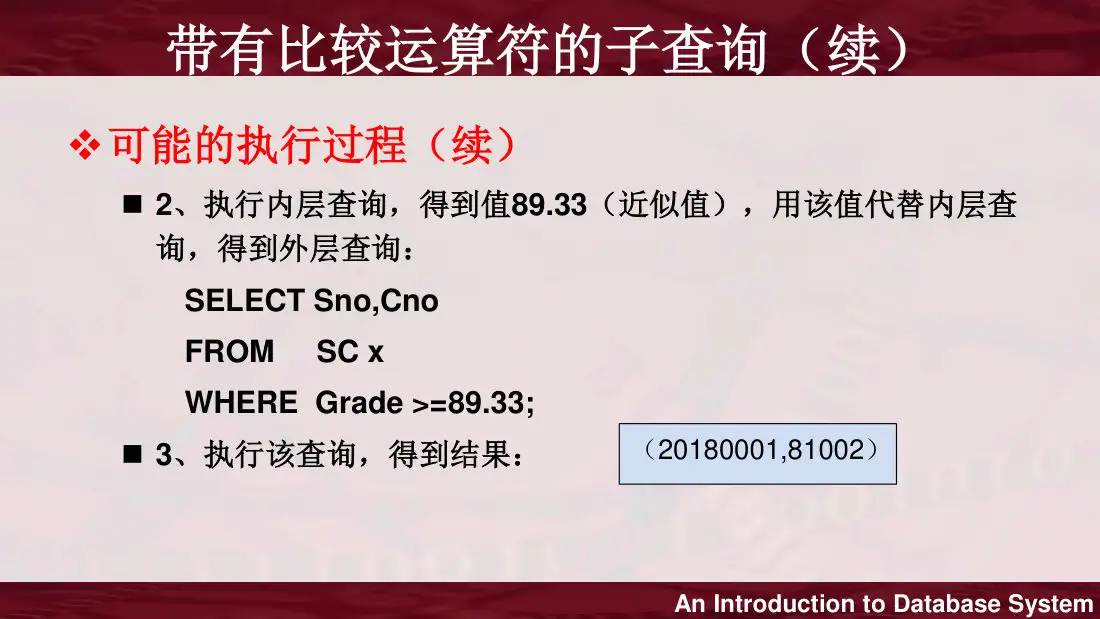 带有比较运算符的子查询（续）
❖可能的执行过程（续）
■ 2、执行内层查询，得到值89.33（近似值），用该值代替内层查
询，得到外层查询：
SELECT Sno,Cno
FROM SC x
WHERE Grade >=89.33;
■ 3、执行该查询，得到结果：
（20180001,81002）
An Introduction to Database System